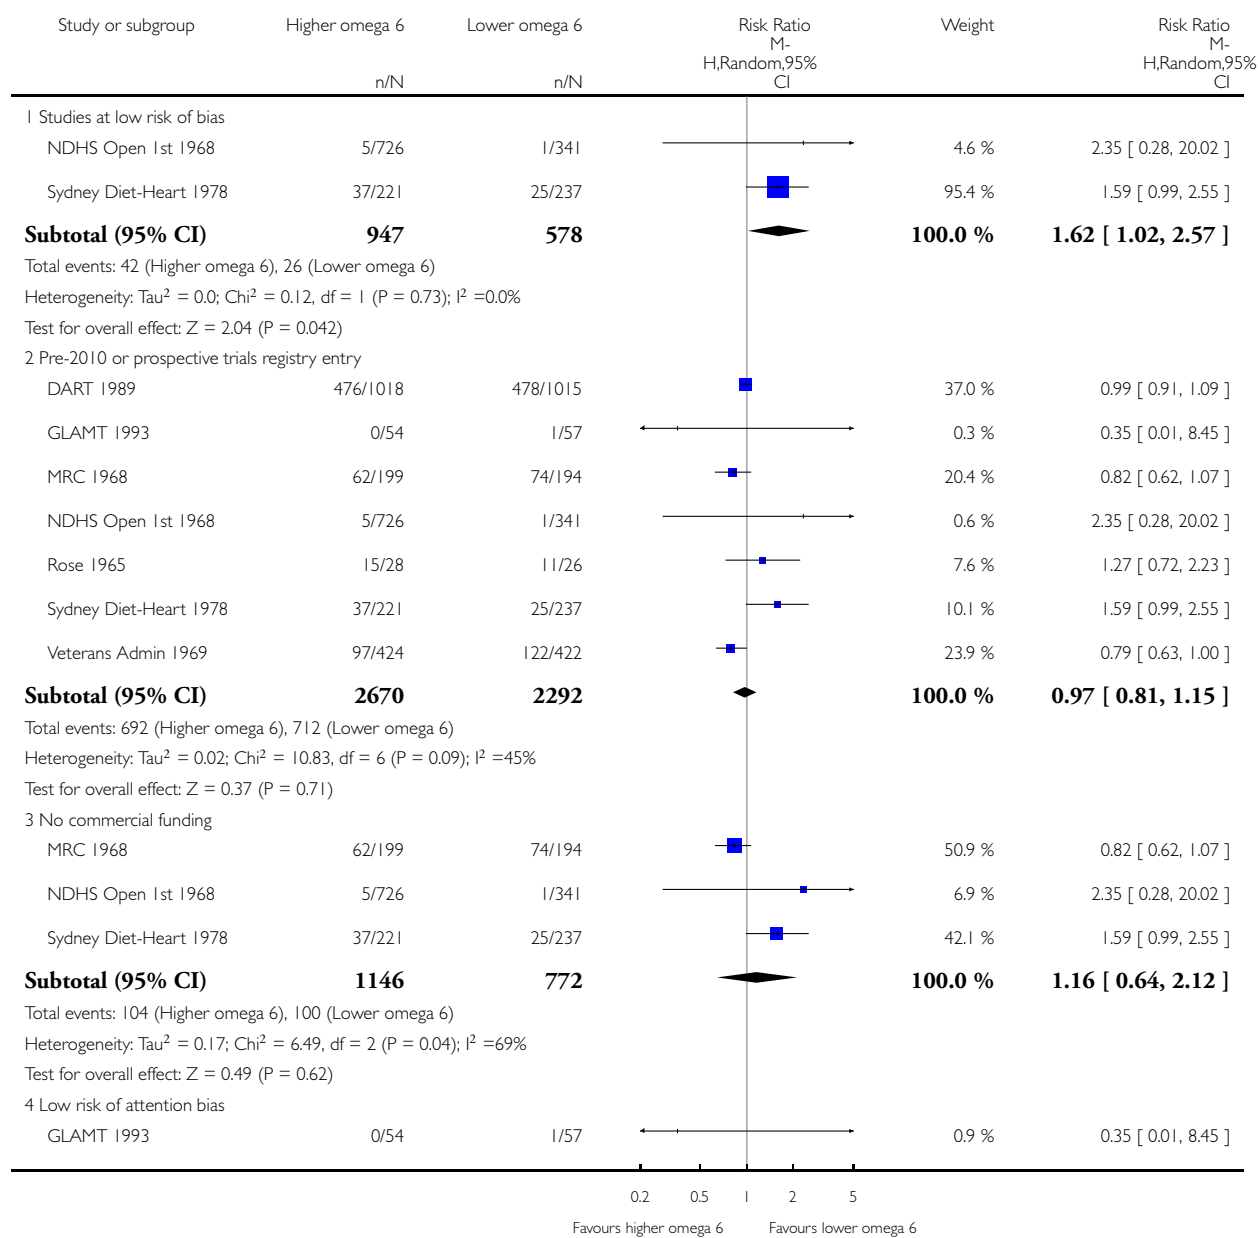 Study or subgroup Higher omega 6 Lower omega 6 Risk Ratio Weight Risk Ratio
M- M-
H,Random,95% H,Random,95%
n/N n/N CI CI
1 Studies at low risk of bias
NDHS Open 1st 1968 5/726 1/341 4.6 % 2.35 [ 0.28, 20.02 ]
Sydney Diet-Heart 1978 37/221 25/237 95.4 % 1.59 [ 0.99, 2.55 ]
Subtotal (95% CI) 947 578 100.0 % 1.62 [ 1.02, 2.57 ]
Total events: 42 (Higher omega 6), 26 (Lower omega 6)
Heterogeneity: Tau² = 0.0; Chi² = 0.12, df = 1 (P = 0.73); I² =0.0%
Test for overall effect: Z = 2.04 (P = 0.042)
2 Pre-2010 or prospective trials registry entry
DART 1989 476/1018 478/1015 37.0 % 0.99 [ 0.91, 1.09 ]
GLAMT 1993 0/54 1/57 0.3 % 0.35 [ 0.01, 8.45 ]
MRC 1968 62/199 74/194 20.4 % 0.82 [ 0.62, 1.07 ]
NDHS Open 1st 1968 5/726 1/341 0.6 % 2.35 [ 0.28, 20.02 ]
Rose 1965 15/28 11/26 7.6 % 1.27 [ 0.72, 2.23 ]
Sydney Diet-Heart 1978 37/221 25/237 10.1 % 1.59 [ 0.99, 2.55 ]
Veterans Admin 1969 97/424 122/422 23.9 % 0.79 [ 0.63, 1.00 ]
Subtotal (95% CI) 2670 2292 100.0 % 0.97 [ 0.81, 1.15 ]
Total events: 692 (Higher omega 6), 712 (Lower omega 6)
Heterogeneity: Tau² = 0.02; Chi² = 10.83, df = 6 (P = 0.09); I² =45%
Test for overall effect: Z = 0.37 (P = 0.71)
3 No commercial funding
MRC 1968 62/199 74/194 50.9 % 0.82 [ 0.62, 1.07 ]
NDHS Open 1st 1968 5/726 1/341 6.9 % 2.35 [ 0.28, 20.02 ]
Sydney Diet-Heart 1978 37/221 25/237 42.1 % 1.59 [ 0.99, 2.55 ]
Subtotal (95% CI) 1146 772 100.0 % 1.16 [ 0.64, 2.12 ]
Total events: 104 (Higher omega 6), 100 (Lower omega 6)
Heterogeneity: Tau² = 0.17; Chi² = 6.49, df = 2 (P = 0.04); I² =69%
Test for overall effect: Z = 0.49 (P = 0.62)
4 Low risk of attention bias
GLAMT 1993 0/54 1/57 0.9 % 0.35 [ 0.01, 8.45 ]
0.2 0.5 1 2 5
Favours higher omega 6 Favours lower omega 6